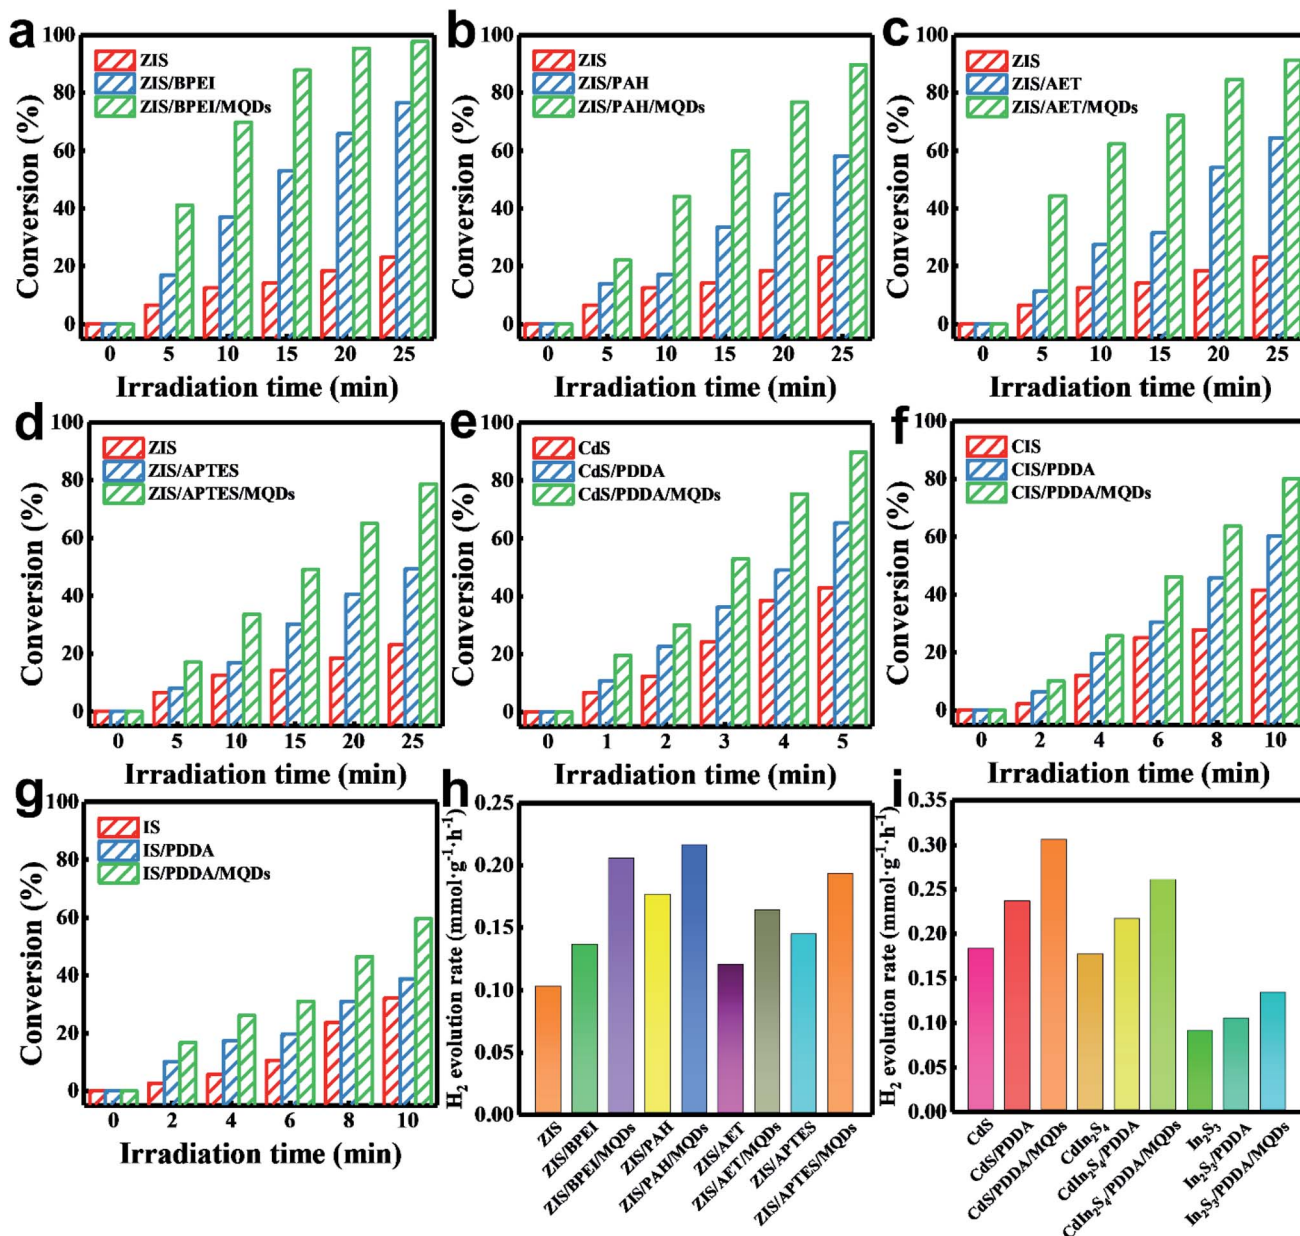 a
Conversion (%)
100
80
60
40
20
0
ZIS
ZIS/BPEI
ZIS/BPEI/MQDs
0 5 10 15 20 25
Irradiation time (min)
b
Conversion (%)
100
80
60
40
20
0
ZIS
ZIS/PAH
ZIS/PAH/MQDs
0 5 10 15 20 25
Irradiation time (min)
c
Conversion (%)
100
80
60
40
20
0
ZIS
ZIS/AET
ZIS/AET/MQDs
0 5 10 15 20 25
Irradiation time (min)
d
Conversion (%)
100
80
60
40
20
0
ZIS
ZIS/APTES
ZIS/APTES/MQDs
0 5 10 15 20 25
Irradiation time (min)
e
Conversion (%)
100
80
60
40
20
0
CdS
CdS/PDDA
CdS/PDDA/MQDs
0 1 2 3 4 5
Irradiation time (min)
f
Conversion (%)
100
80
60
40
20
0
CIS
CIS/PDDA
CIS/PDDA/MQDs
0 2 4 6 8 10
Irradiation time (min)
g
Conversion (%)
100
80
60
40
20
0
IS
IS/PDDA
IS/PDDA/MQDs
0 2 4 6 8 10
Irradiation time (min)
h
H₂ evolution rate (mmol·g⁻¹·h⁻¹)
0.25
0.20
0.15
0.10
0.05
0.00
ZIS
ZIS/BPEI
ZIS/BPEI/MQDs
ZIS/PAH
ZIS/PAH/MQDs
ZIS/AET
ZIS/AET/MQDs
ZIS/APTES
ZIS/APTES/MQDs
i
H₂ evolution rate (mmol·g⁻¹·h⁻¹)
0.35
0.30
0.25
0.20
0.15
0.10
0.05
0.00
CdS
CdS/PDDA
CdS/PDDA/MQDs
CdIn₂S₄
CdIn₂S₄/PDDA
CdIn₂S₄/PDDA/MQDs
In₂S₃
In₂S₃/PDDA
In₂S₃/PDDA/MQDs